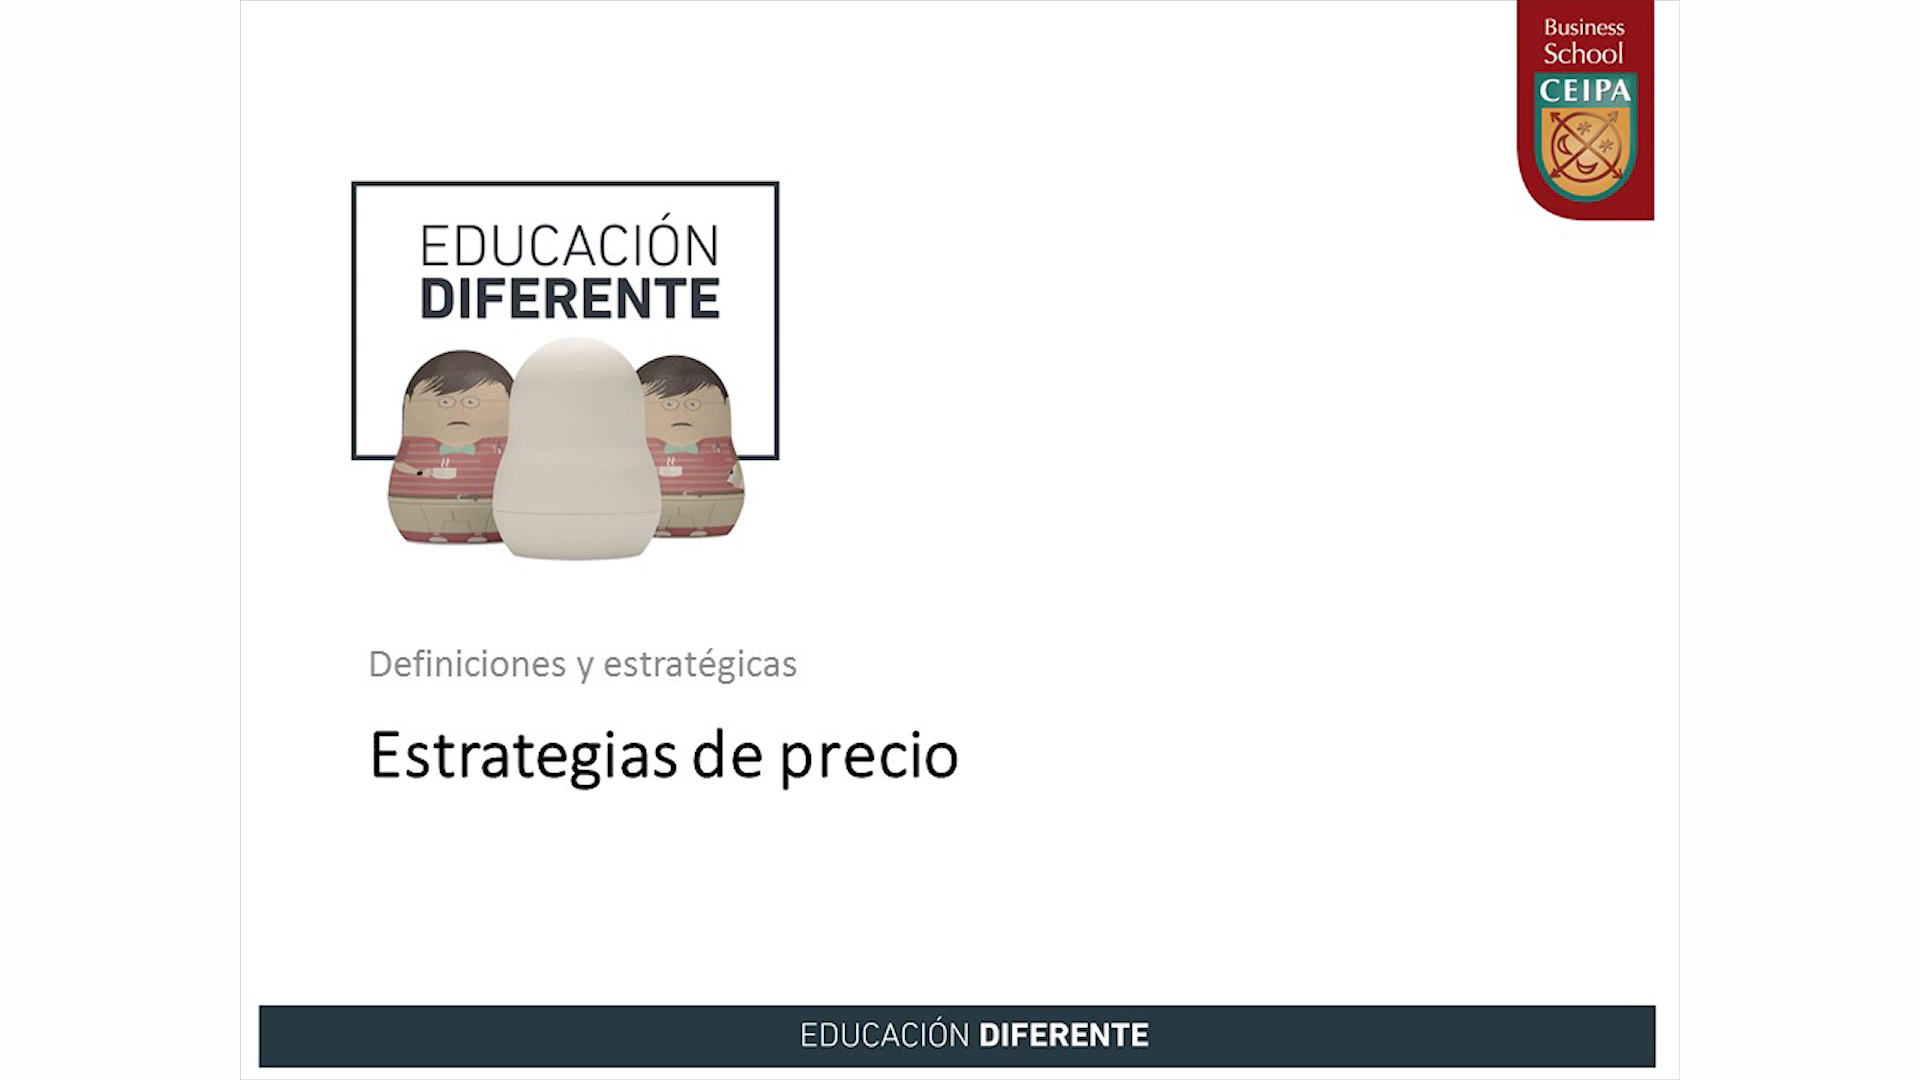 Business
School
CEIPA
EDUCACIÓN
DIFERENTE
Definiciones y estratégicas
Estrategias de precio
EDUCACIÓN DIFERENTE